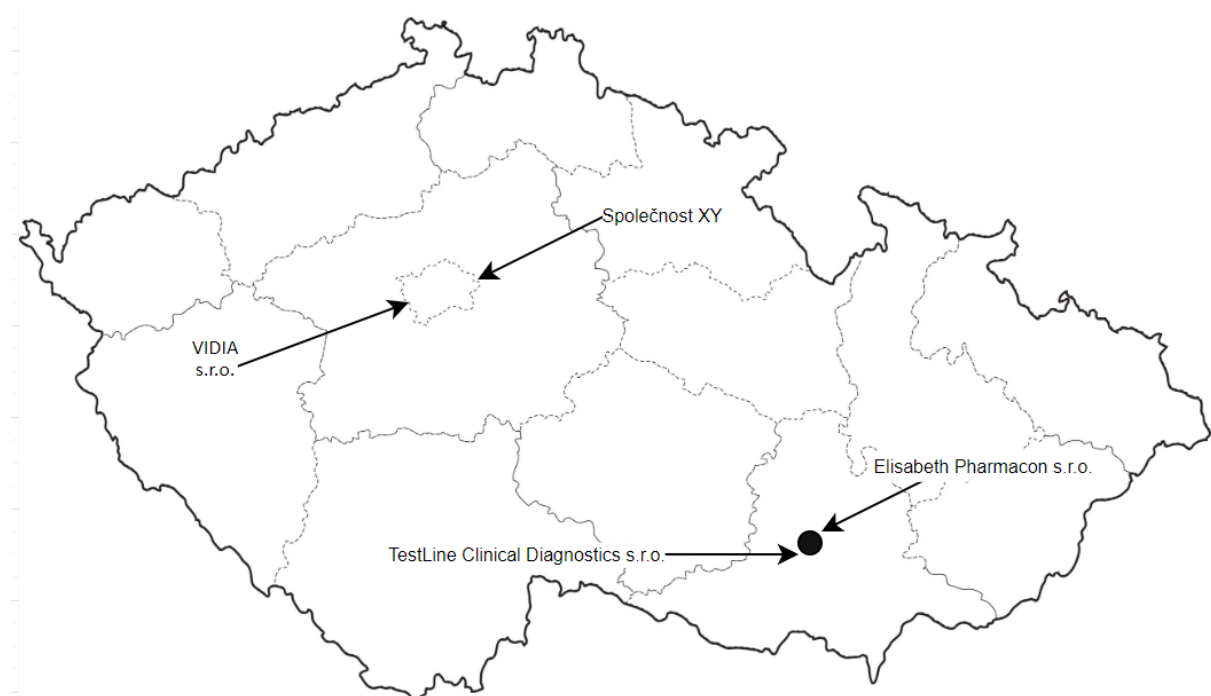 Společnost XY
VIDIA
s.r.o.
Elisabeth Pharmacon s.r.o.
TestLine Clinical Diagnostics s.r.o.